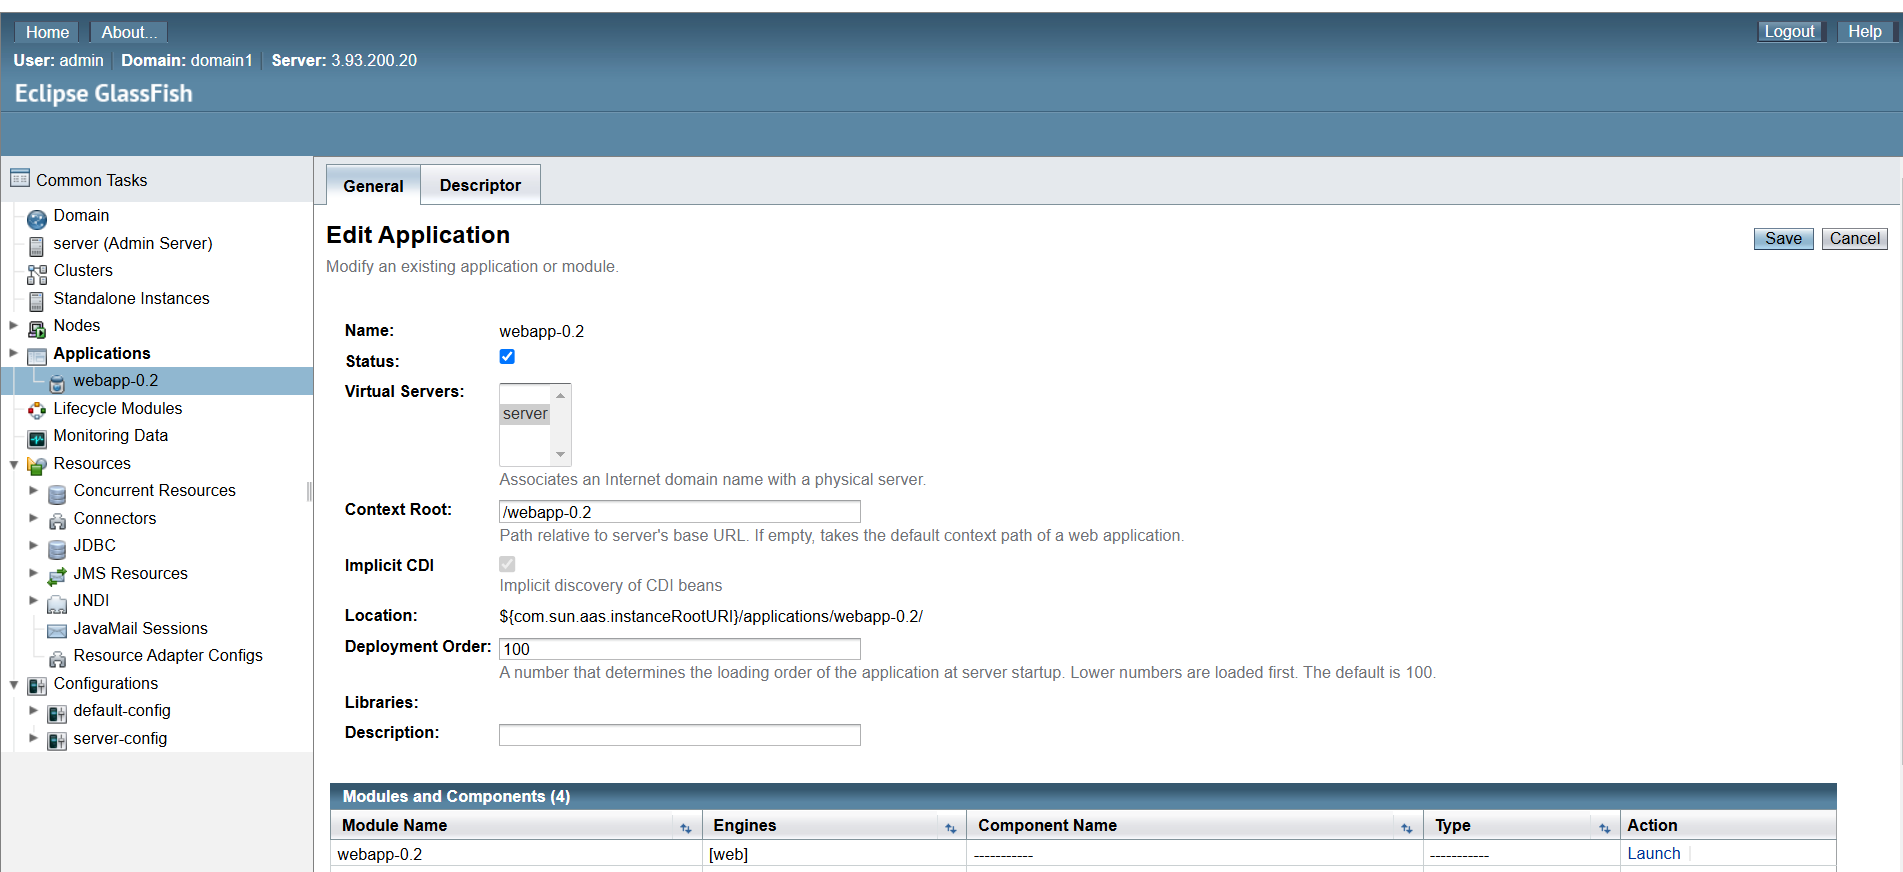 Home About... Logout Help
User: admin Domain: domain1 Server: 3.93.200.20
Eclipse GlassFish
Common Tasks
Domain
server (Admin Server)
Clusters
Standalone Instances
Nodes
Applications
webapp-0.2
Lifecycle Modules
Monitoring Data
Resources
Concurrent Resources
Connectors
JDBC
JMS Resources
JNDI
JavaMail Sessions
Resource Adapter Configs
Configurations
default-config
server-config
General Descriptor
Edit Application
Save Cancel
Modify an existing application or module.
Name: webapp-0.2
Status:
Virtual Servers:
server
Associates an Internet domain name with a physical server.
Context Root: /webapp-0.2
Path relative to server's base URL. If empty, takes the default context path of a web application.
Implicit CDI
Implicit discovery of CDI beans
Location: ${com.sun.aas.instanceRootURI}/applications/webapp-0.2/
Deployment Order: 100
A number that determines the loading order of the application at server startup. Lower numbers are loaded first. The default is 100.
Libraries:
Description:
Modules and Components (4)
Module Name Engines Component Name Type Action
webapp-0.2 [web] ----------- ----------- Launch